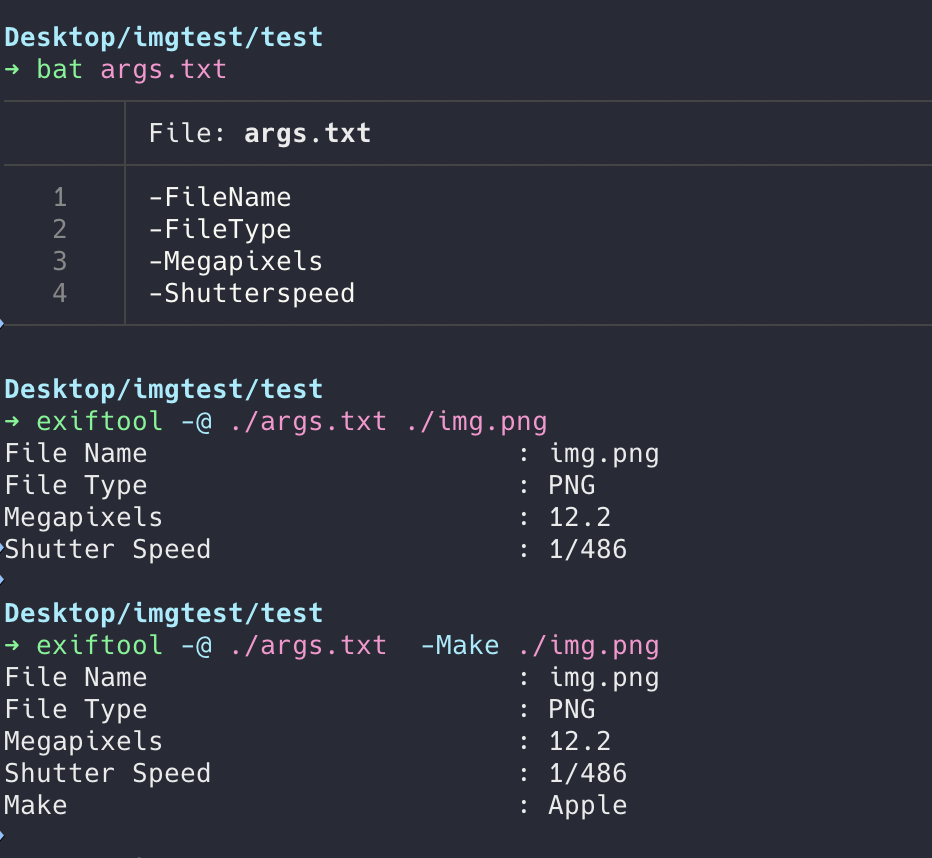 Desktop/imgtest/test
→ bat args.txt
File: args.txt
1 -FileName
2 -FileType
3 -Megapixels
4 -Shutterspeed
Desktop/imgtest/test
→ exiftool -@ ./args.txt ./img.png
File Name : img.png
File Type : PNG
Megapixels : 12.2
Shutter Speed : 1/486
Desktop/imgtest/test
→ exiftool -@ ./args.txt  -Make ./img.png
File Name : img.png
File Type : PNG
Megapixels : 12.2
Shutter Speed : 1/486
Make : Apple